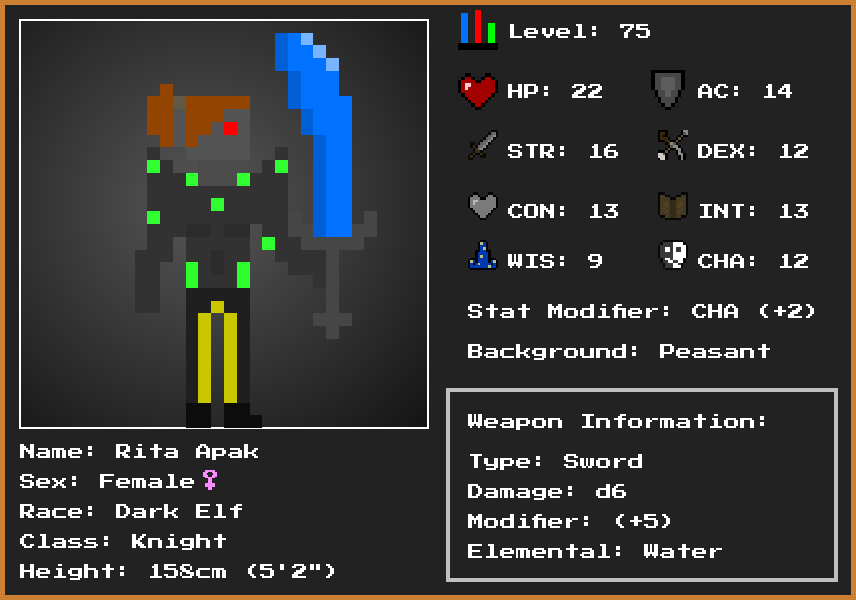 Level: 75
HP: 22
AC: 14
STR: 16
DEX: 12
CON: 13
INT: 13
WIS: 9
CHA: 12
Stat Modifier: CHA (+2)
Background: Peasant
Weapon Information:
Type: Sword
Damage: d6
Modifier: (+5)
Elemental: Water
Name: Rita Apak
Sex: Female♀
Race: Dark Elf
Class: Knight
Height: 158cm (5'2")